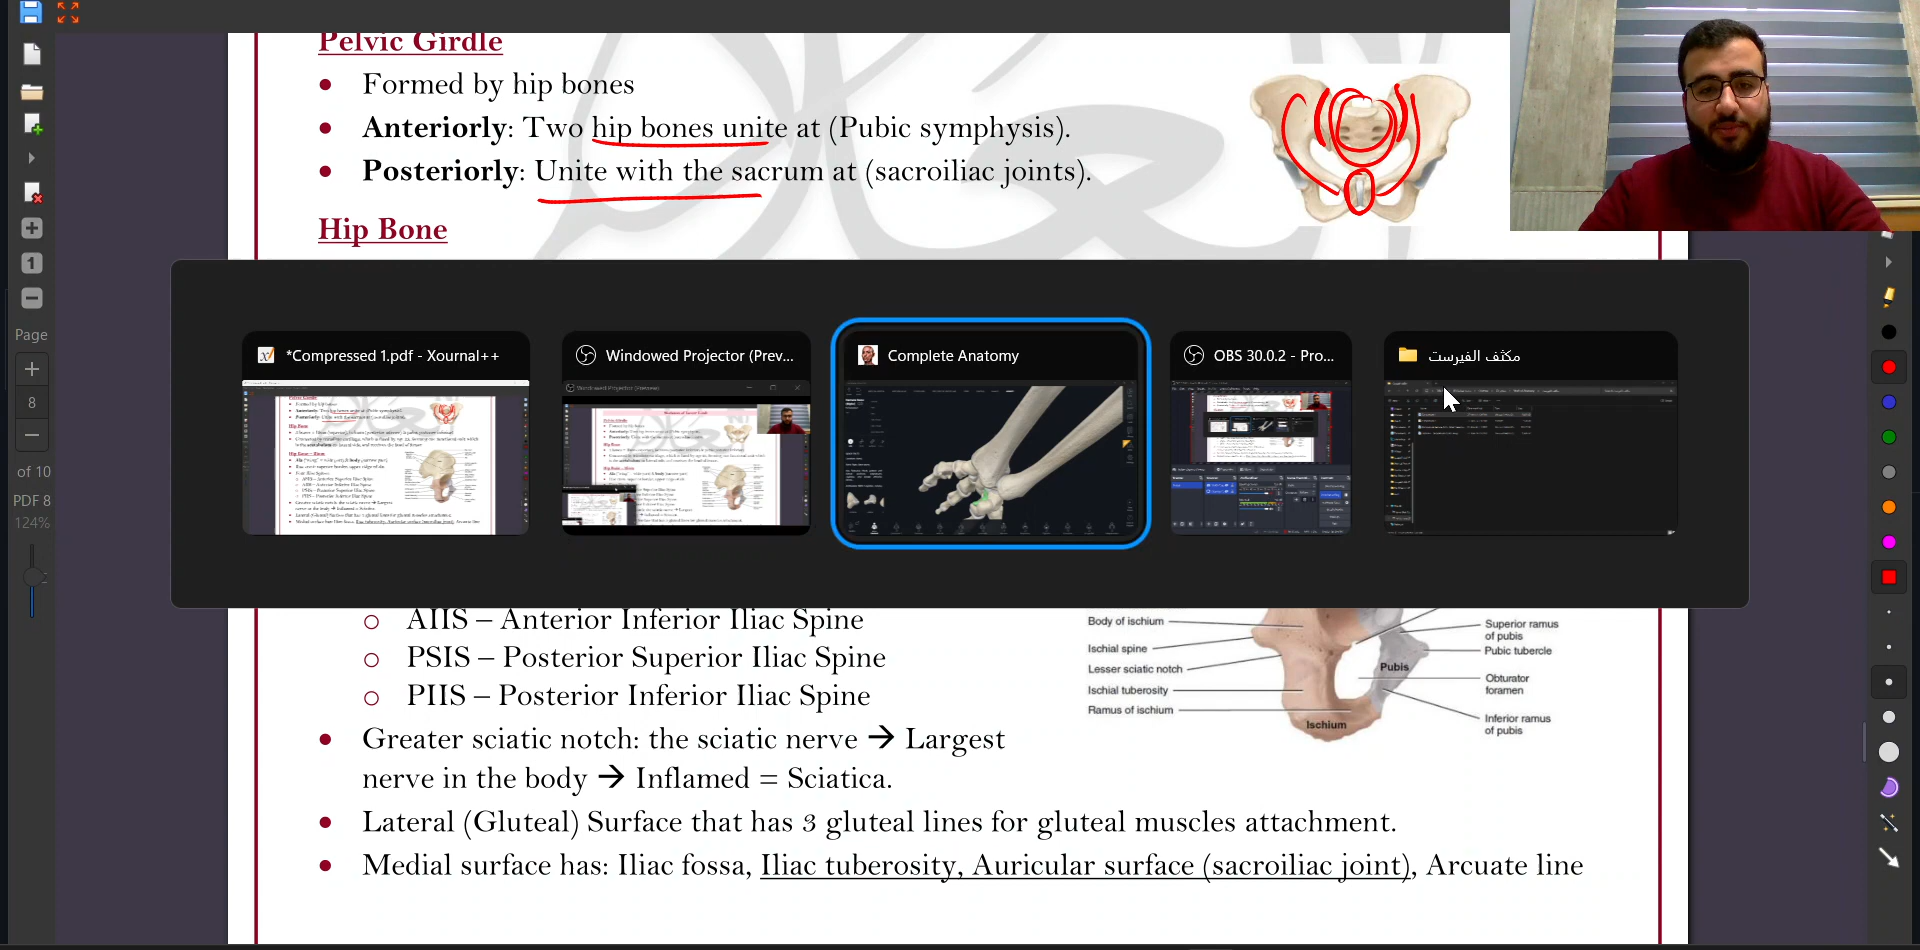 Pelvic Girdle
• Formed by hip bones
• Anteriorly: Two hip bones unite at (Pubic symphysis).
• Posteriorly: Unite with the sacrum at (sacroiliac joints).
Hip Bone
*Compressed 1.pdf - Xournal++
Windowed Projector (Prev...
Complete Anatomy
OBS 30.0.2 - Pro...
مكثف الفيرست
Page
8
of 10
PDF 8
124%
o AIIS – Anterior Inferior Iliac Spine
o PSIS – Posterior Superior Iliac Spine
o PIIS – Posterior Inferior Iliac Spine
• Greater sciatic notch: the sciatic nerve → Largest
nerve in the body → Inflamed = Sciatica.
• Lateral (Gluteal) Surface that has 3 gluteal lines for gluteal muscles attachment.
• Medial surface has: Iliac fossa, Iliac tuberosity, Auricular surface (sacroiliac joint), Arcuate line
Body of ischium
Ischial spine
Lesser sciatic notch
Ischial tuberosity
Ramus of ischium
Ischium
Pubis
Superior ramus
of pubis
Pubic tubercle
Obturator
foramen
Inferior ramus
of pubis